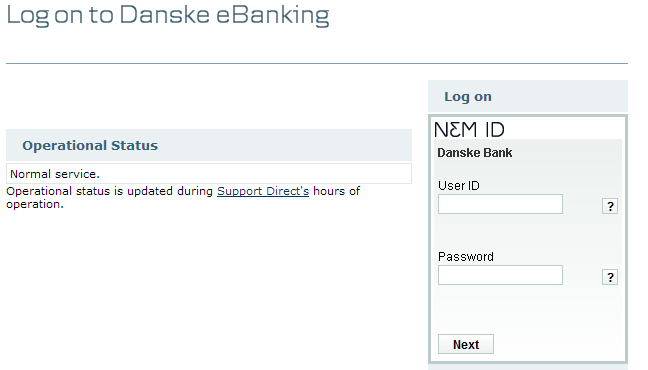 Log on to Danske eBanking
Operational Status
Normal service.
Operational status is updated during Support Direct's hours of
operation.
Log on
NEM ID
Danske Bank
User ID
?
Password
?
Next